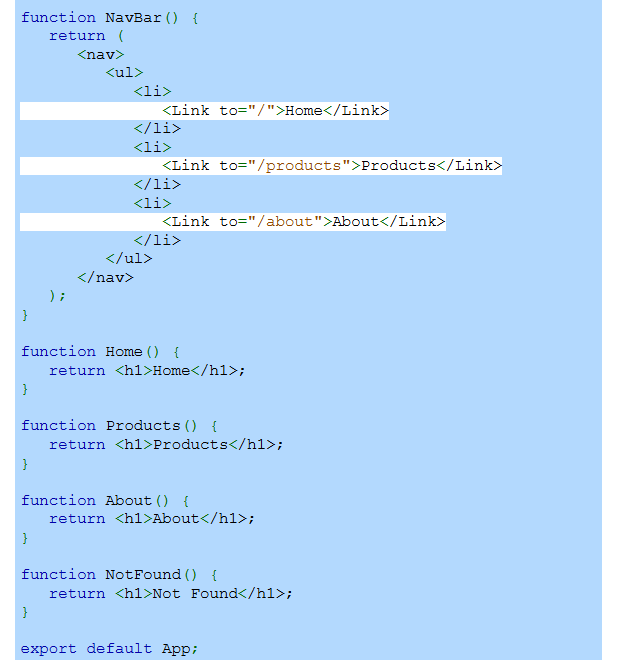 function NavBar() {
   return (
      <nav>
         <ul>
            <li>
               <Link to="/">Home</Link>
            </li>
            <li>
               <Link to="/products">Products</Link>
            </li>
            <li>
               <Link to="/about">About</Link>
            </li>
         </ul>
      </nav>
   );
}

function Home() {
   return <h1>Home</h1>;
}

function Products() {
   return <h1>Products</h1>;
}

function About() {
   return <h1>About</h1>;
}

function NotFound() {
   return <h1>Not Found</h1>;
}

export default App;